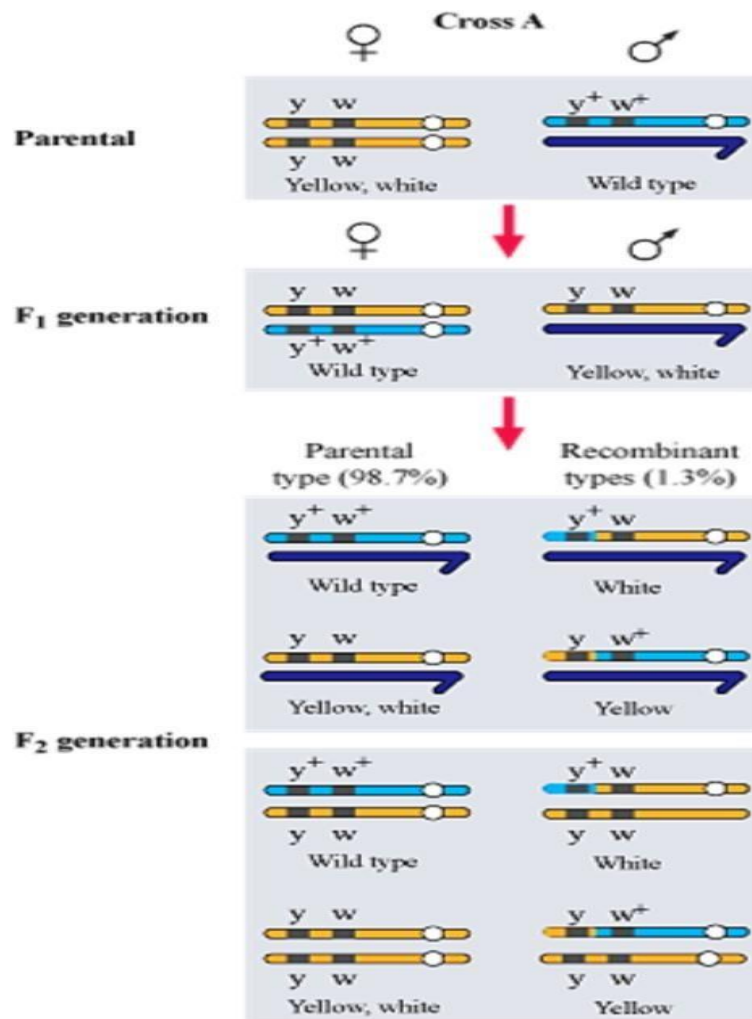 Cross A
♀ ♂
Parental
y w y⁺ w⁺
y w
Yellow, white Wild type
♀ ♂
F₁ generation
y w y w
y⁺ w⁺
Wild type Yellow, white
Parental Recombinant
type (98.7%) types (1.3%)
y⁺ w⁺ y⁺ w
Wild type White
y w y w⁺
Yellow, white Yellow
F₂ generation
y⁺ w⁺ y⁺ w
y w y w
Wild type White
y w y w⁺
y w y w
Yellow, white Yellow